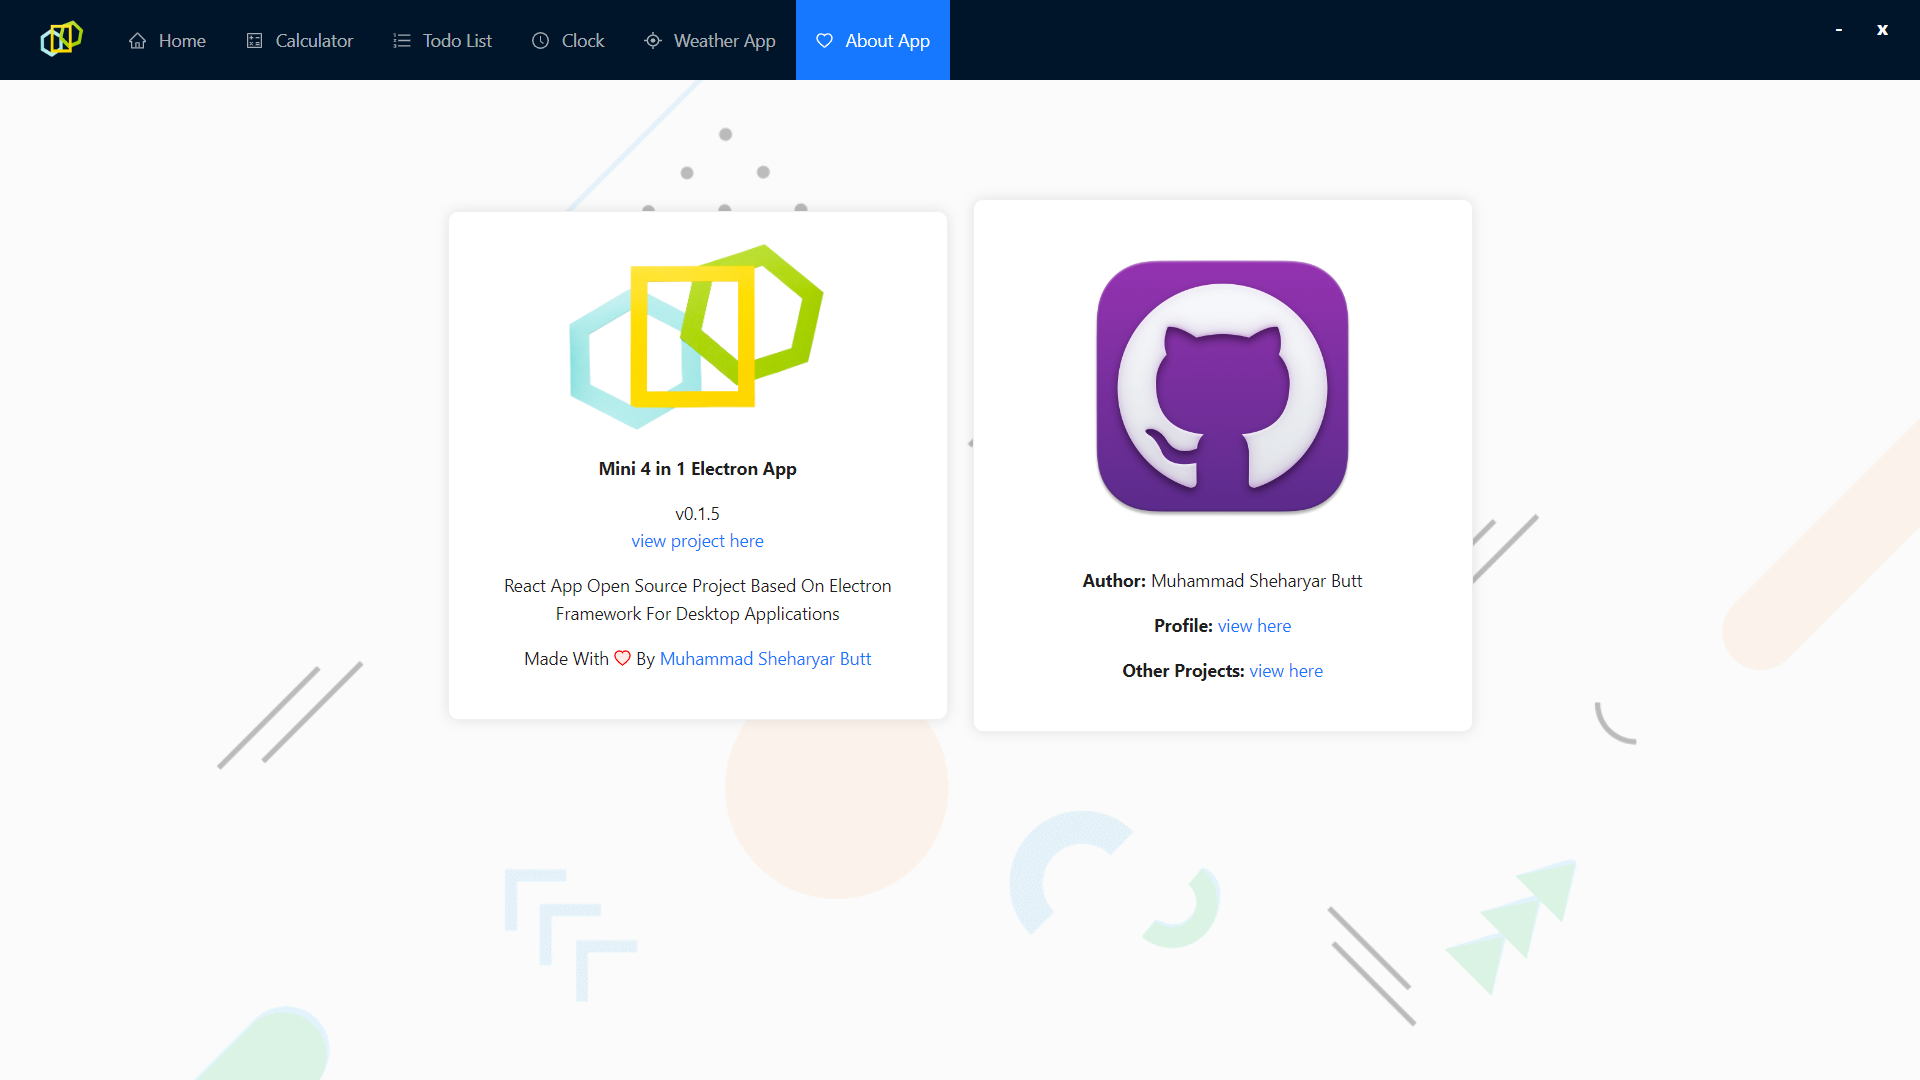 Home Calculator Todo List Clock Weather App About App - x
Mini 4 in 1 Electron App
v0.1.5
view project here
React App Open Source Project Based On Electron
Framework For Desktop Applications
Made With By Muhammad Sheharyar Butt
Author: Muhammad Sheharyar Butt
Profile: view here
Other Projects: view here